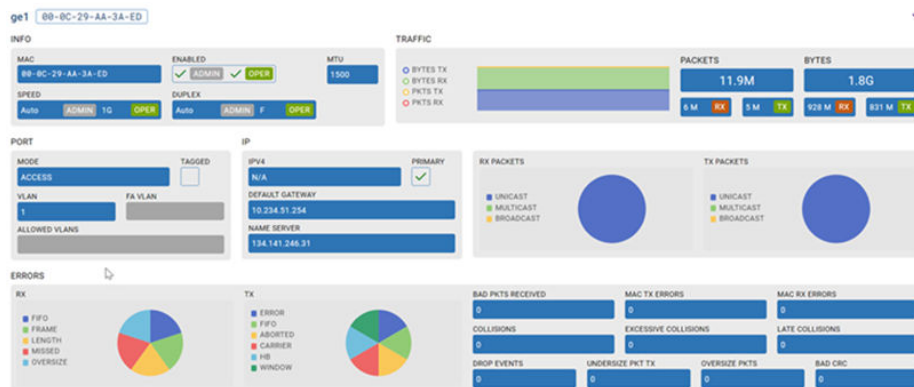 ge1 00-0C-29-AA-3A-ED
INFO
MAC ENABLED MTU
00-0C-29-AA-3A-ED ADMIN OPER 1500
SPEED DUPLEX
Auto ADMIN 1G OPER Auto ADMIN F OPER
TRAFFIC
BYTES TX
BYTES RX
PKTS TX
PKTS RX
PACKETS BYTES
11.9M 1.8G
6 M RX 5 M TX 928 M RX 831 M TX
PORT
MODE TAGGED
ACCESS
VLAN FA VLAN
1
ALLOWED VLANS
IP
IPV4 PRIMARY
N/A
DEFAULT GATEWAY
10.234.51.254
NAME SERVER
134.141.246.31
RX PACKETS
UNICAST
MULTICAST
BROADCAST
TX PACKETS
UNICAST
MULTICAST
BROADCAST
ERRORS
RX
FIFO
FRAME
LENGTH
MISSED
OVERSIZE
TX
ERROR
FIFO
ABORTED
CARRIER
HB
WINDOW
BAD PKTS RECEIVED MAC TX ERRORS MAC RX ERRORS
0 0 0
COLLISIONS EXCESSIVE COLLISIONS LATE COLLISIONS
0 0 0
DROP EVENTS UNDERSIZE PKT TX OVERSIZE PKTS BAD CRC
0 0 0 0